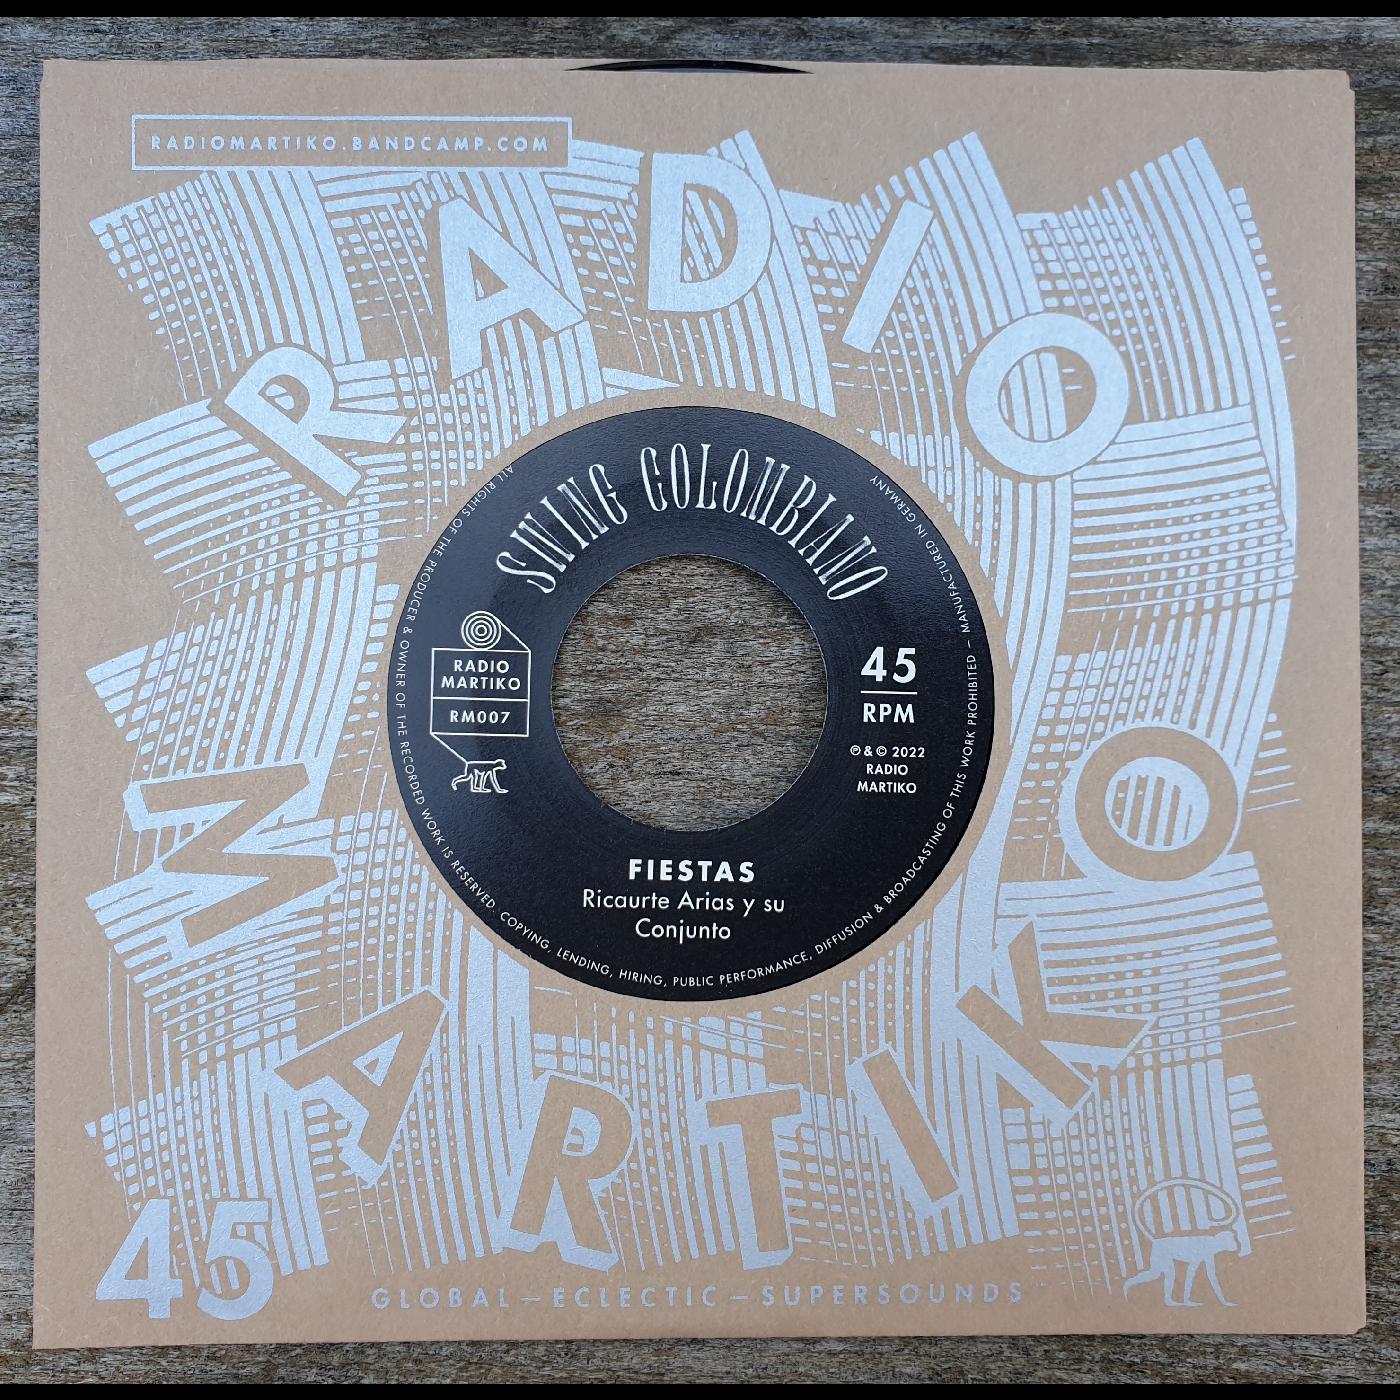 RADIOMARTIKO.BANDCAMP.COM
RADIO
MARTIKO
SWING COLOMBIANO
RADIO
MARTIKO
RM007
45
RPM
℗ & © 2022
RADIO
MARTIKO
FIESTAS
Ricaurte Arias y su
Conjunto
ALL RIGHTS OF THE PRODUCER & OWNER OF THE RECORDED WORK IS RESERVED. COPYING, LENDING, HIRING, PUBLIC PERFORMANCE, DIFFUSION & BROADCASTING OF THIS WORK PROHIBITED – MANUFACTURED IN GERMANY
45
GLOBAL – ECLECTIC – SUPERSOUNDS